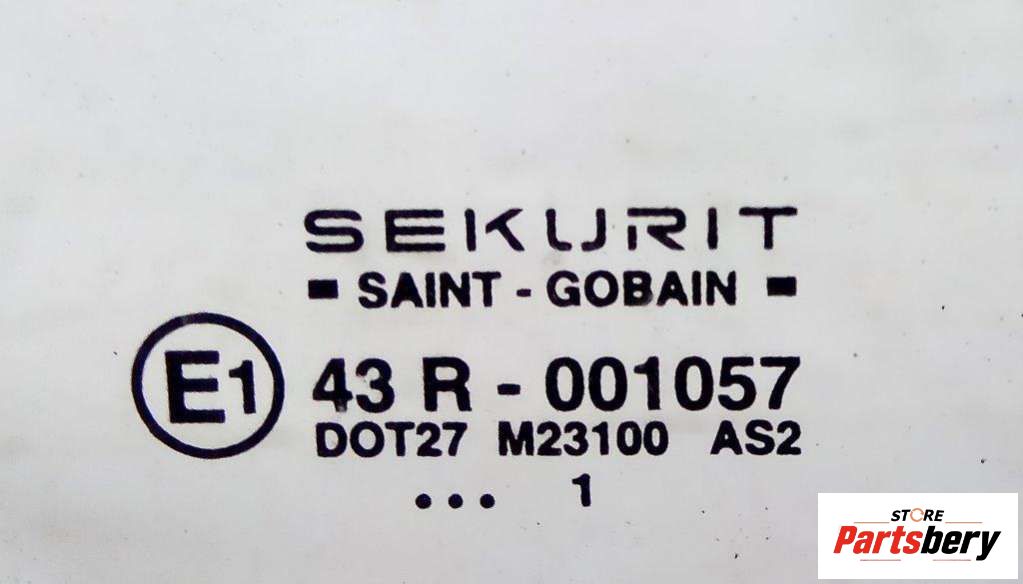 SEKURIT
- SAINT - GOBAIN -
E1 43 R - 001057
DOT27 M23100 AS2
... 1
STORE
Partsbery